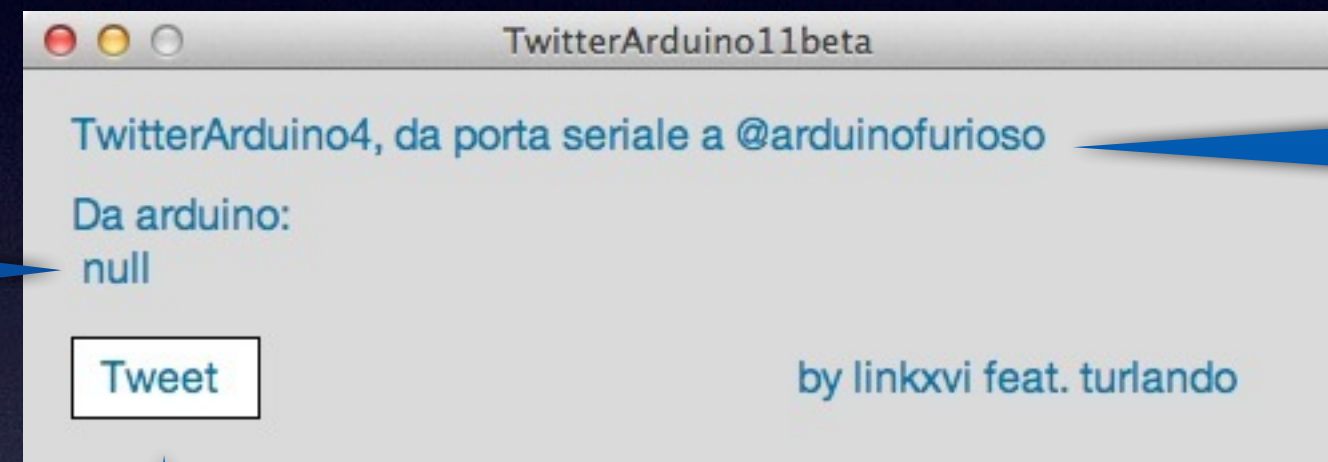 TwitterArduino11beta
TwitterArduino4, da porta seriale a @arduinofurioso
Da arduino:
null
Tweet
by linkxvi feat. turlando